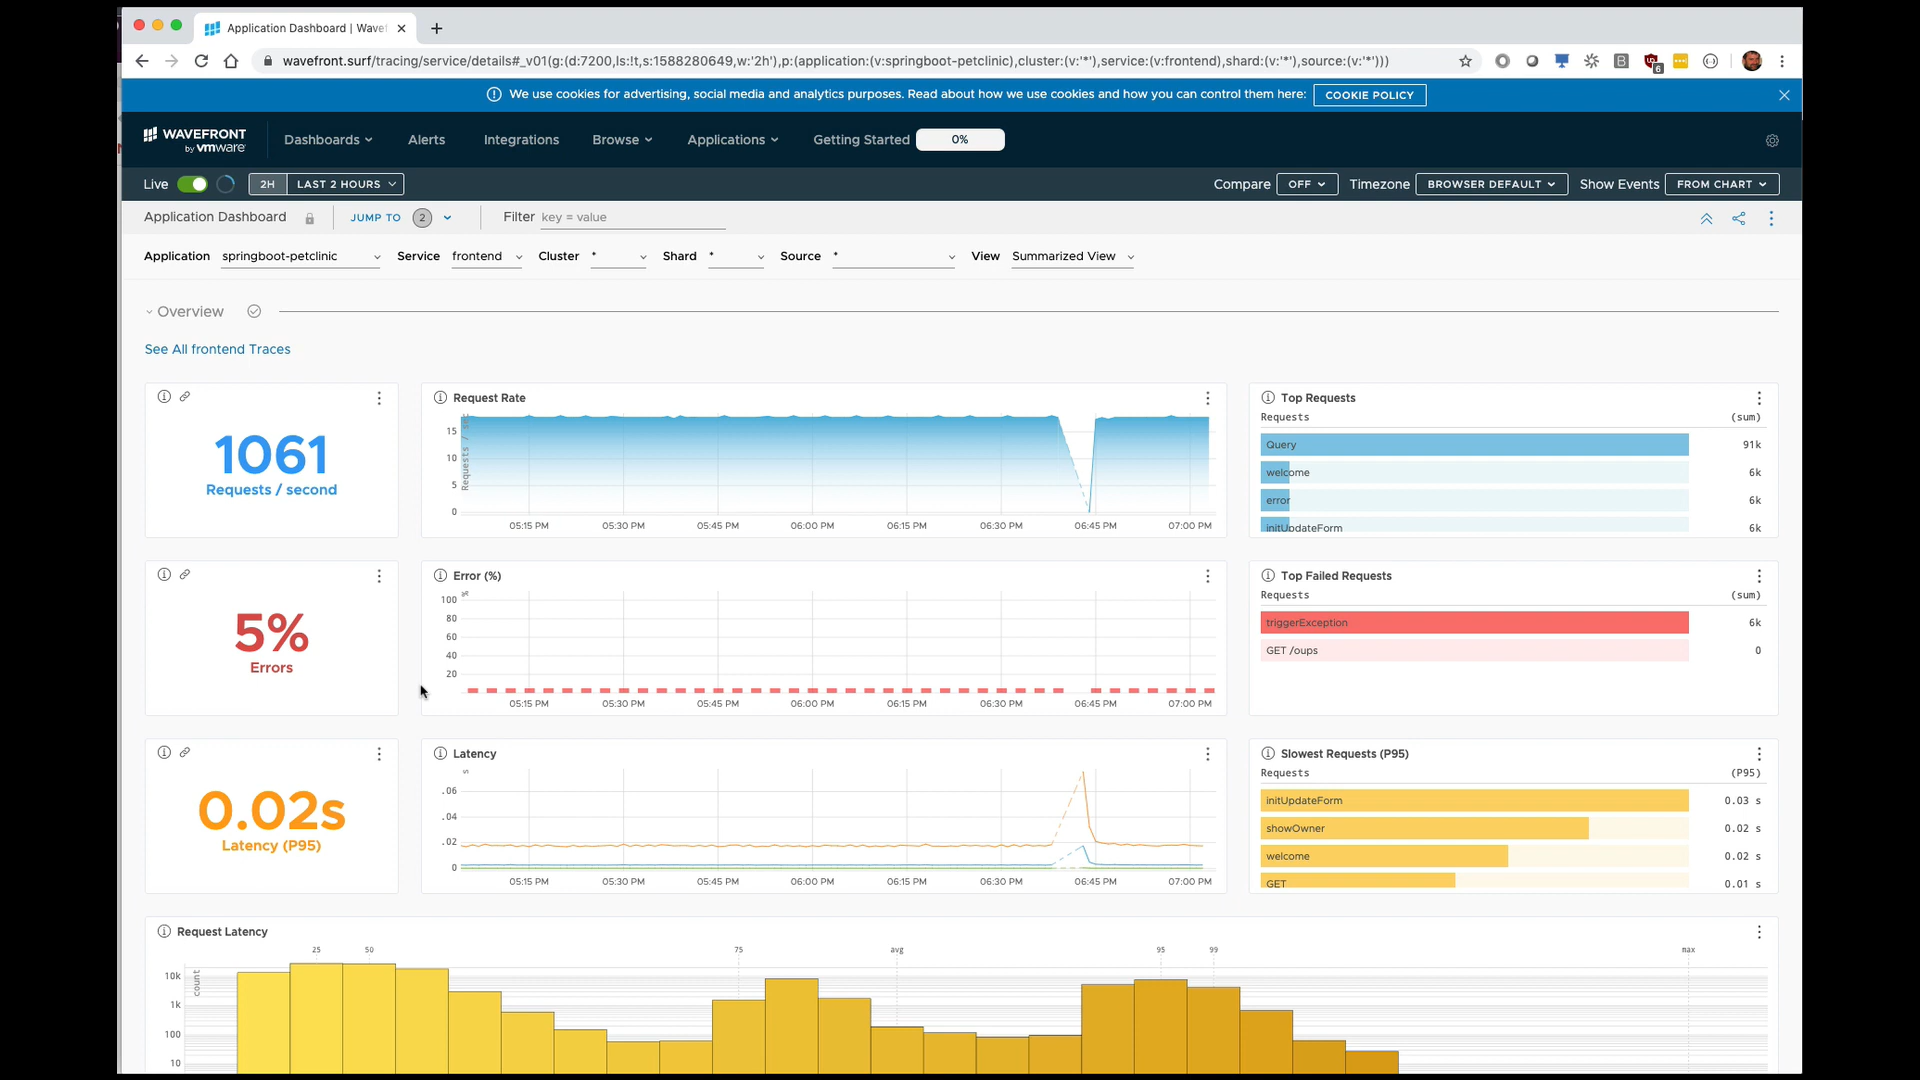 Application Dashboard | Wavef
wavefront.surf/tracing/service/details#_v01(g:(d:7200,ls:!t,s:1588280649,w:'2h'),p:(application:(v:springboot-petclinic),cluster:(v:'*'),service:(v:frontend),shard:(v:'*'),source:(v:'*')))
6
We use cookies for advertising, social media and analytics purposes. Read about how we use cookies and how you can control them here: COOKIE POLICY
WAVEFRONT by vmware Dashboards Alerts Integrations Browse Applications Getting Started 0%
Live 2H LAST 2 HOURS Compare OFF Timezone BROWSER DEFAULT Show Events FROM CHART
Application Dashboard JUMP TO 2 Filter key = value
Application springboot-petclinic Service frontend Cluster * Shard * Source * View Summarized View
Overview
See All frontend Traces
1061
Requests / second
Request Rate
15
10
5
0
05:15 PM 05:30 PM 05:45 PM 06:00 PM 06:15 PM 06:30 PM 06:45 PM 07:00 PM
Top Requests
Requests (sum)
Query 91k
welcome 6k
error 6k
initUpdateForm 6k
5%
Errors
Error (%)
%
100
80
60
40
20
05:15 PM 05:30 PM 05:45 PM 06:00 PM 06:15 PM 06:30 PM 06:45 PM 07:00 PM
Top Failed Requests
Requests (sum)
triggerException 6k
GET /oups 0
0.02s
Latency (P95)
Latency
s
.06
.04
.02
0
05:15 PM 05:30 PM 05:45 PM 06:00 PM 06:15 PM 06:30 PM 06:45 PM 07:00 PM
Slowest Requests (P95)
Requests (P95)
initUpdateForm 0.03 s
showOwner 0.02 s
welcome 0.02 s
GET 0.01 s
Request Latency
25 50 75 avg 95 99 max
count
10k
1k
100
10